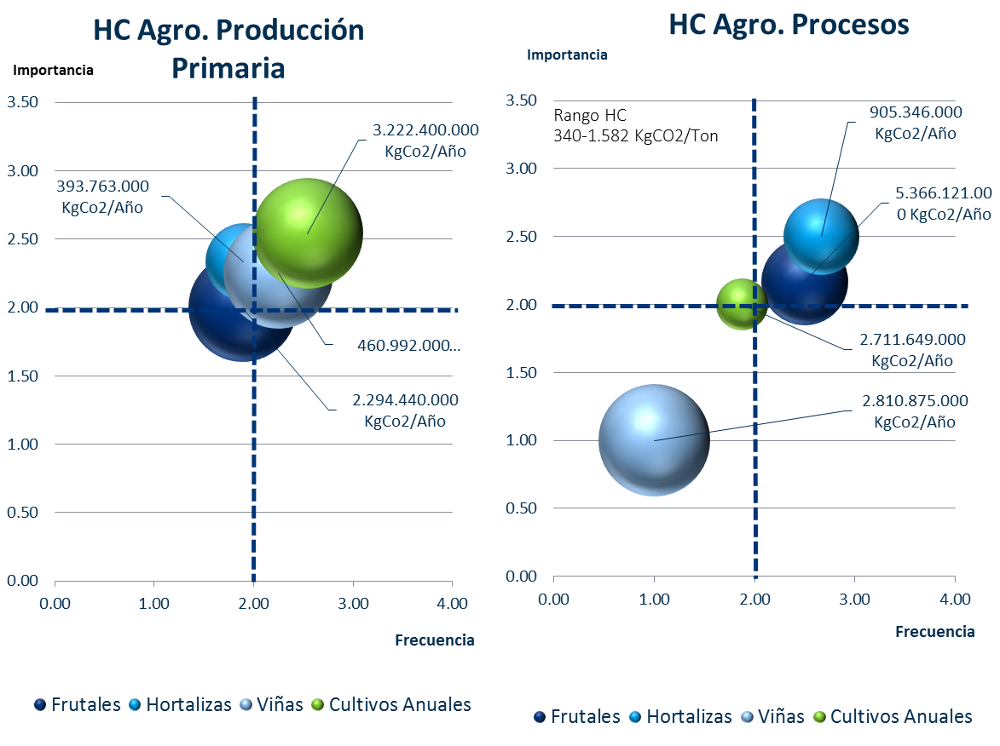 HC Agro. Producción
Primaria
Importancia
3.50
3.00
2.50
2.00
1.50
1.00
0.50
0.00
0.00 1.00 2.00 3.00 4.00
3.222.400.000
KgCo2/Año
393.763.000
KgCo2/Año
460.992.000...
2.294.440.000
KgCo2/Año
Frecuencia
Frutales Hortalizas Viñas Cultivos Anuales
HC Agro. Procesos
Importancia
3.50
3.00
2.50
2.00
1.50
1.00
0.50
0.00
0.00 1.00 2.00 3.00 4.00
Rango HC
340-1.582 KgCO2/Ton
905.346.000
KgCo2/Año
5.366.121.00
0 KgCo2/Año
2.711.649.000
KgCo2/Año
2.810.875.000
KgCo2/Año
Frecuencia
Frutales Hortalizas Viñas Cultivos Anuales